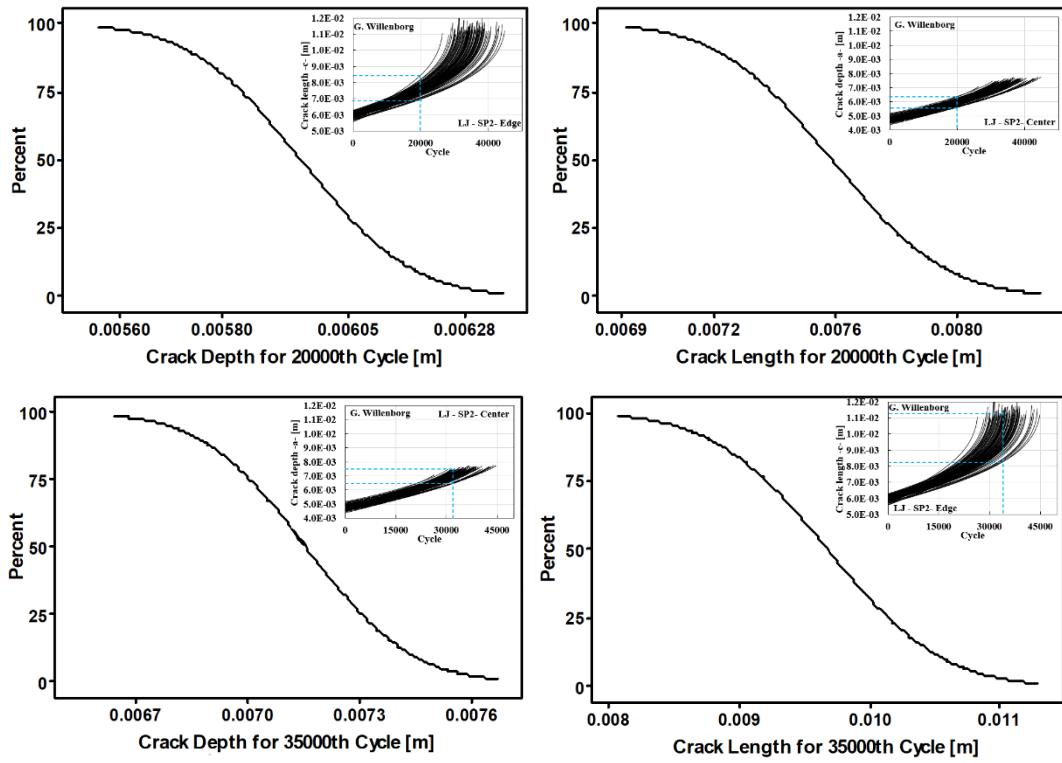 100
75
50
25
0
Percent
0.00560 0.00580 0.00605 0.00628
Crack Depth for 20000th Cycle [m]
G. Willenborg
LJ - SP2- Edge
Crack length -c- [m]
1.2E-02
1.1E-02
1.0E-02
9.0E-03
8.0E-03
7.0E-03
6.0E-03
5.0E-03
0 20000 40000
Cycle
100
75
50
25
0
Percent
0.0069 0.0072 0.0076 0.0080
Crack Length for 20000th Cycle [m]
G. Willenborg
LJ - SP2- Center
Crack depth -a- [m]
1.2E-02
1.1E-02
1.0E-02
9.0E-03
8.0E-03
7.0E-03
6.0E-03
5.0E-03
4.0E-03
0 20000 40000
Cycle
100
75
50
25
0
Percent
0.0067 0.0070 0.0073 0.0076
Crack Depth for 35000th Cycle [m]
G. Willenborg LJ - SP2- Center
Crack depth -a- [m]
1.2E-02
1.1E-02
1.0E-02
9.0E-03
8.0E-03
7.0E-03
6.0E-03
5.0E-03
4.0E-03
0 15000 30000 45000
Cycle
100
75
50
25
0
Percent
0.008 0.009 0.010 0.011
Crack Length for 35000th Cycle [m]
G. Willenborg
LJ - SP2- Edge
Crack length -c- [m]
1.2E-02
1.1E-02
1.0E-02
9.0E-03
8.0E-03
7.0E-03
6.0E-03
5.0E-03
0 15000 30000 45000
Cycle